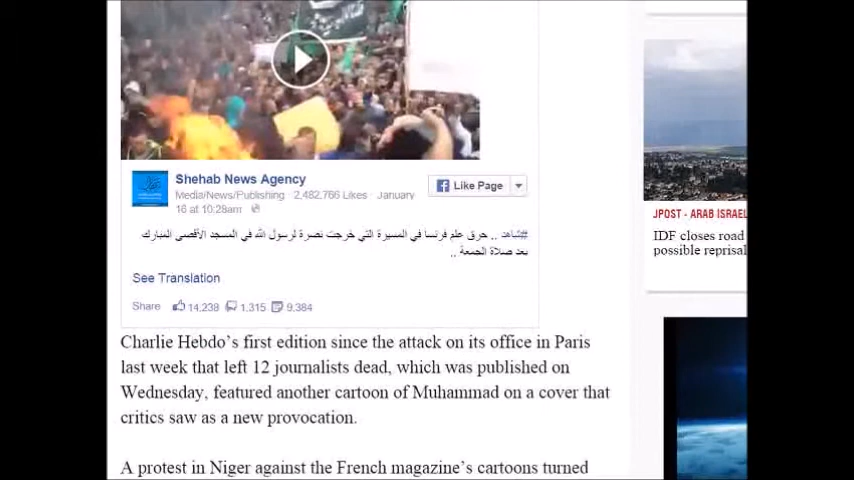 Shehab News Agency
Media/News/Publishing · 2,482,766 Likes · January
16 at 10:28am
Like Page
#شاهد .. حرق علم فرنسا في المسيرة التي خرجت نصرة لرسول الله في المسجد الأقصى المبارك
بعد صلاة الجمعة ..
See Translation
Share 14,238 1,315 9,384
Charlie Hebdo's first edition since the attack on its office in Paris
last week that left 12 journalists dead, which was published on
Wednesday, featured another cartoon of Muhammad on a cover that
critics saw as a new provocation.
A protest in Niger against the French magazine's cartoons turned
JPOST - ARAB ISRAEL
IDF closes road
possible reprisal